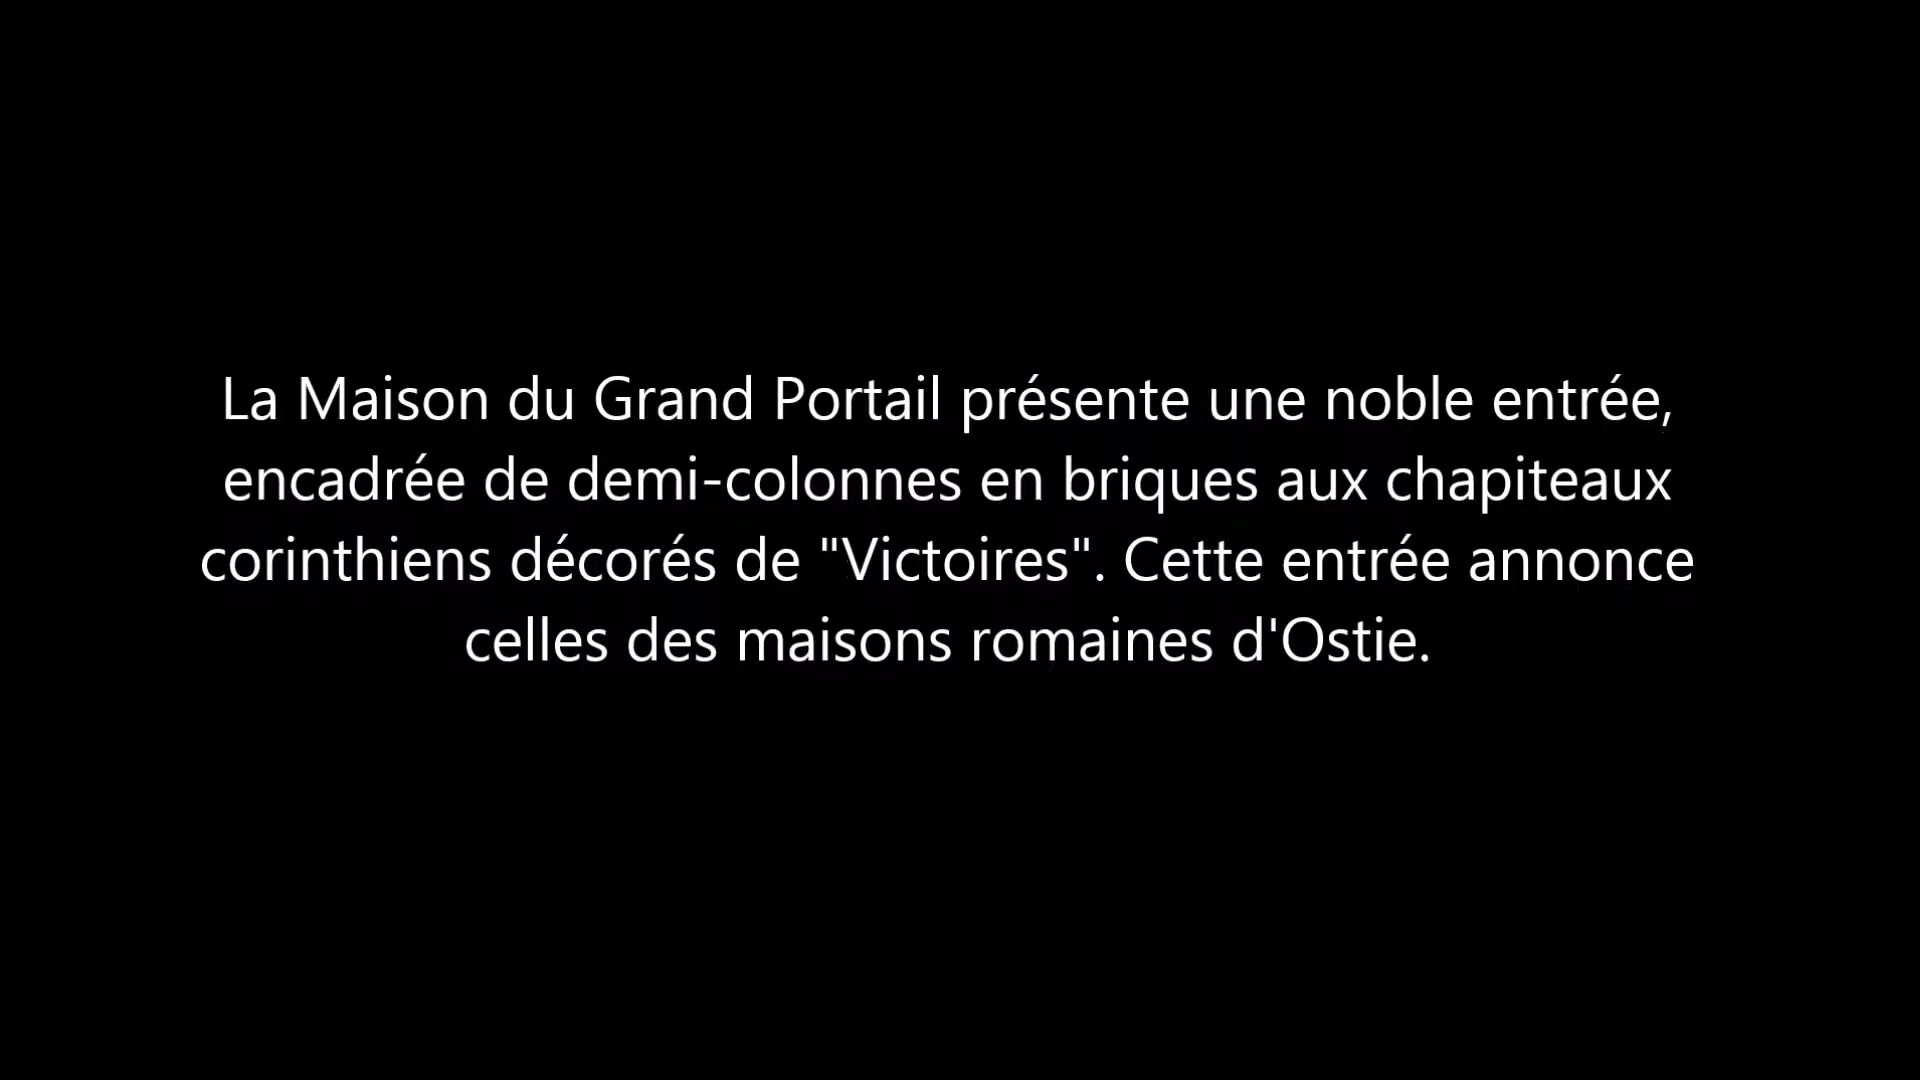 La Maison du Grand Portail présente une noble entrée,
encadrée de demi-colonnes en briques aux chapiteaux
corinthiens décorés de "Victoires". Cette entrée annonce
celles des maisons romaines d'Ostie.